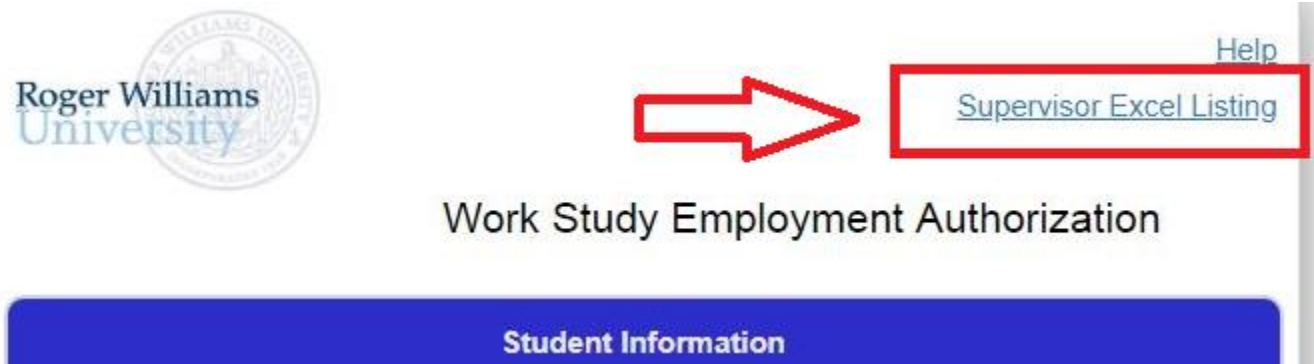 Help
Roger Williams
University
Supervisor Excel Listing
Work Study Employment Authorization
Student Information